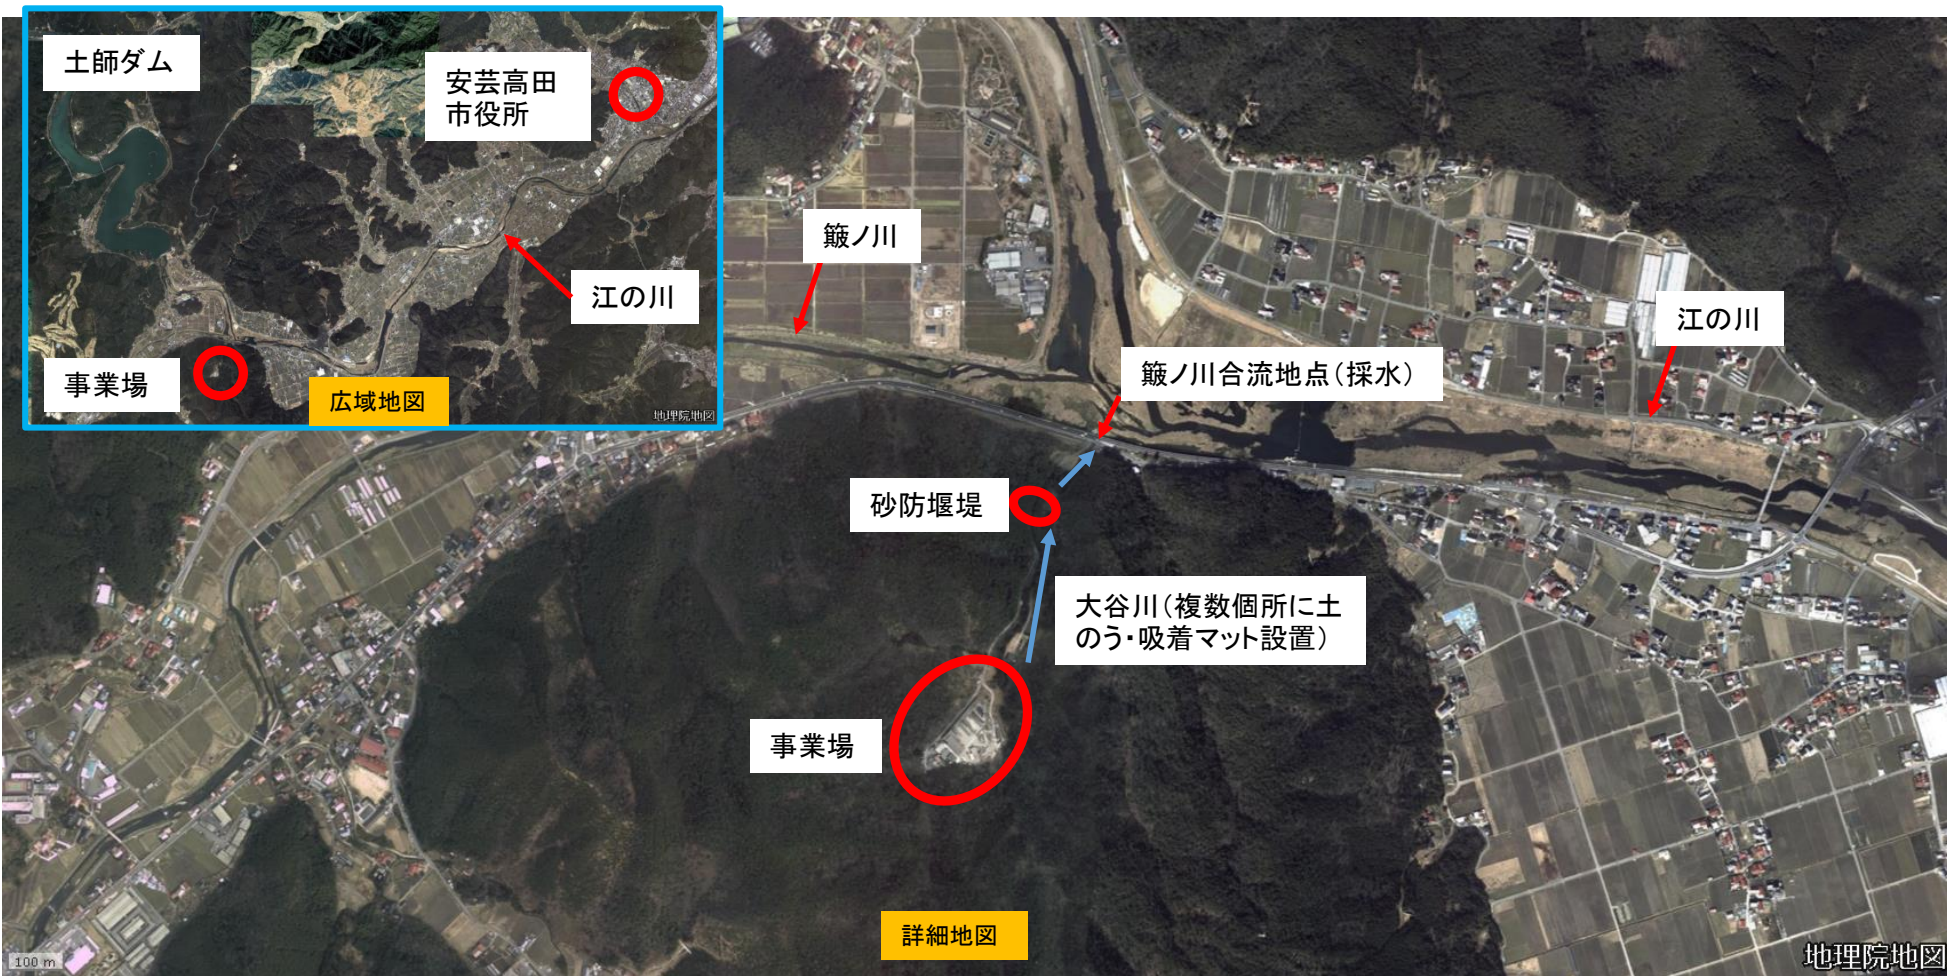 土師ダム
安芸高田
市役所
江の川
事業場
広域地図
地理院地図
簸ノ川
江の川
簸ノ川合流地点（採水）
砂防堰堤
大谷川（複数個所に土
のう・吸着マット設置）
事業場
詳細地図
100 m
地理院地図